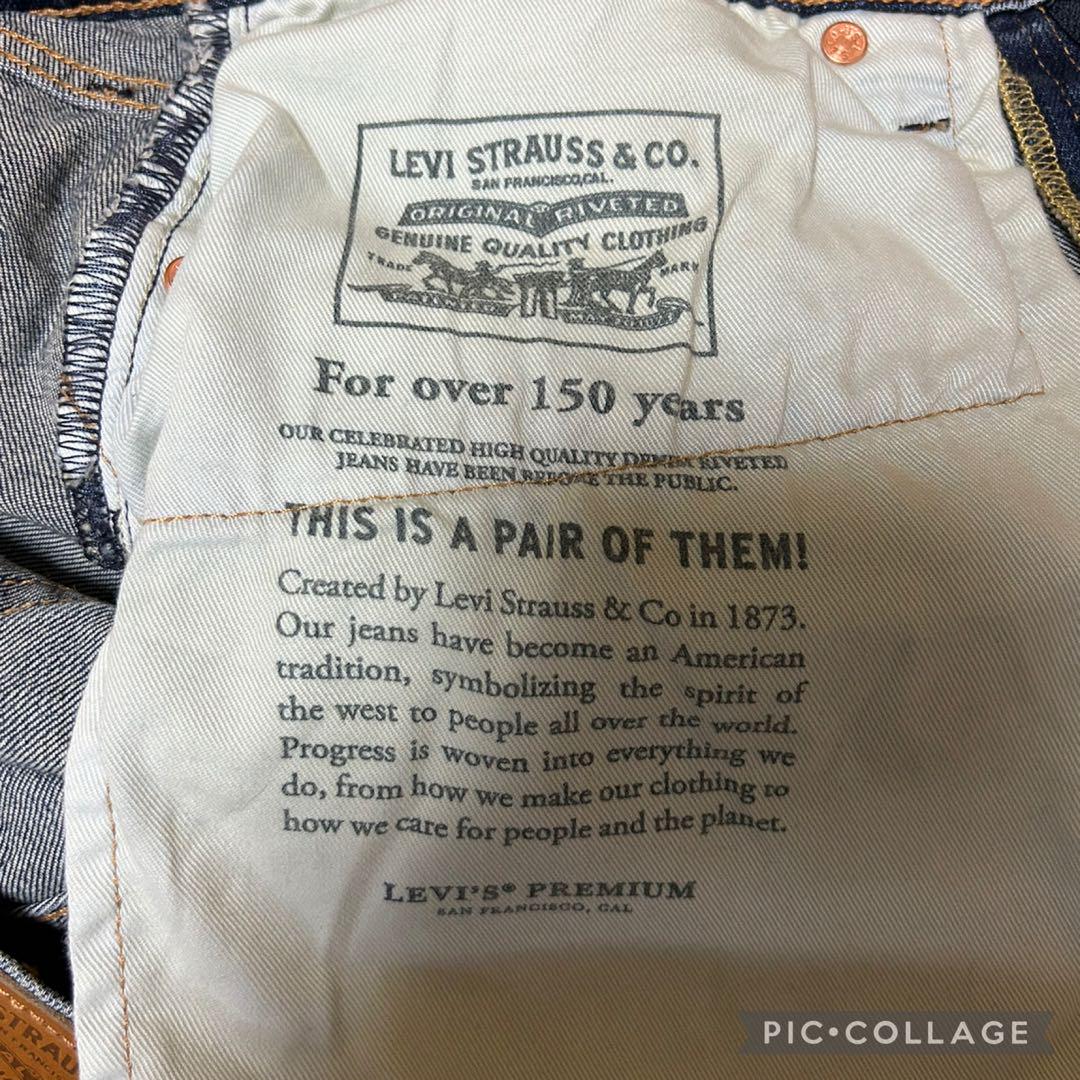 LEVI STRAUSS & CO.
SAN FRANCISCO, CAL.
ORIGINAL® RIVETED
GENUINE QUALITY CLOTHING
TRADE MARK
For over 150 years
OUR CELEBRATED HIGH QUALITY DENIM RIVETED
JEANS HAVE BEEN BEFORE THE PUBLIC.
THIS IS A PAIR OF THEM!
Created by Levi Strauss & Co in 1873.
Our jeans have become an American
tradition, symbolizing the spirit of
the west to people all over the world.
Progress is woven into everything we
do, from how we make our clothing to
how we care for people and the planet.
LEVI'S® PREMIUM
SAN FRANCISCO, CAL
STRAU
PIC•COLLAGE